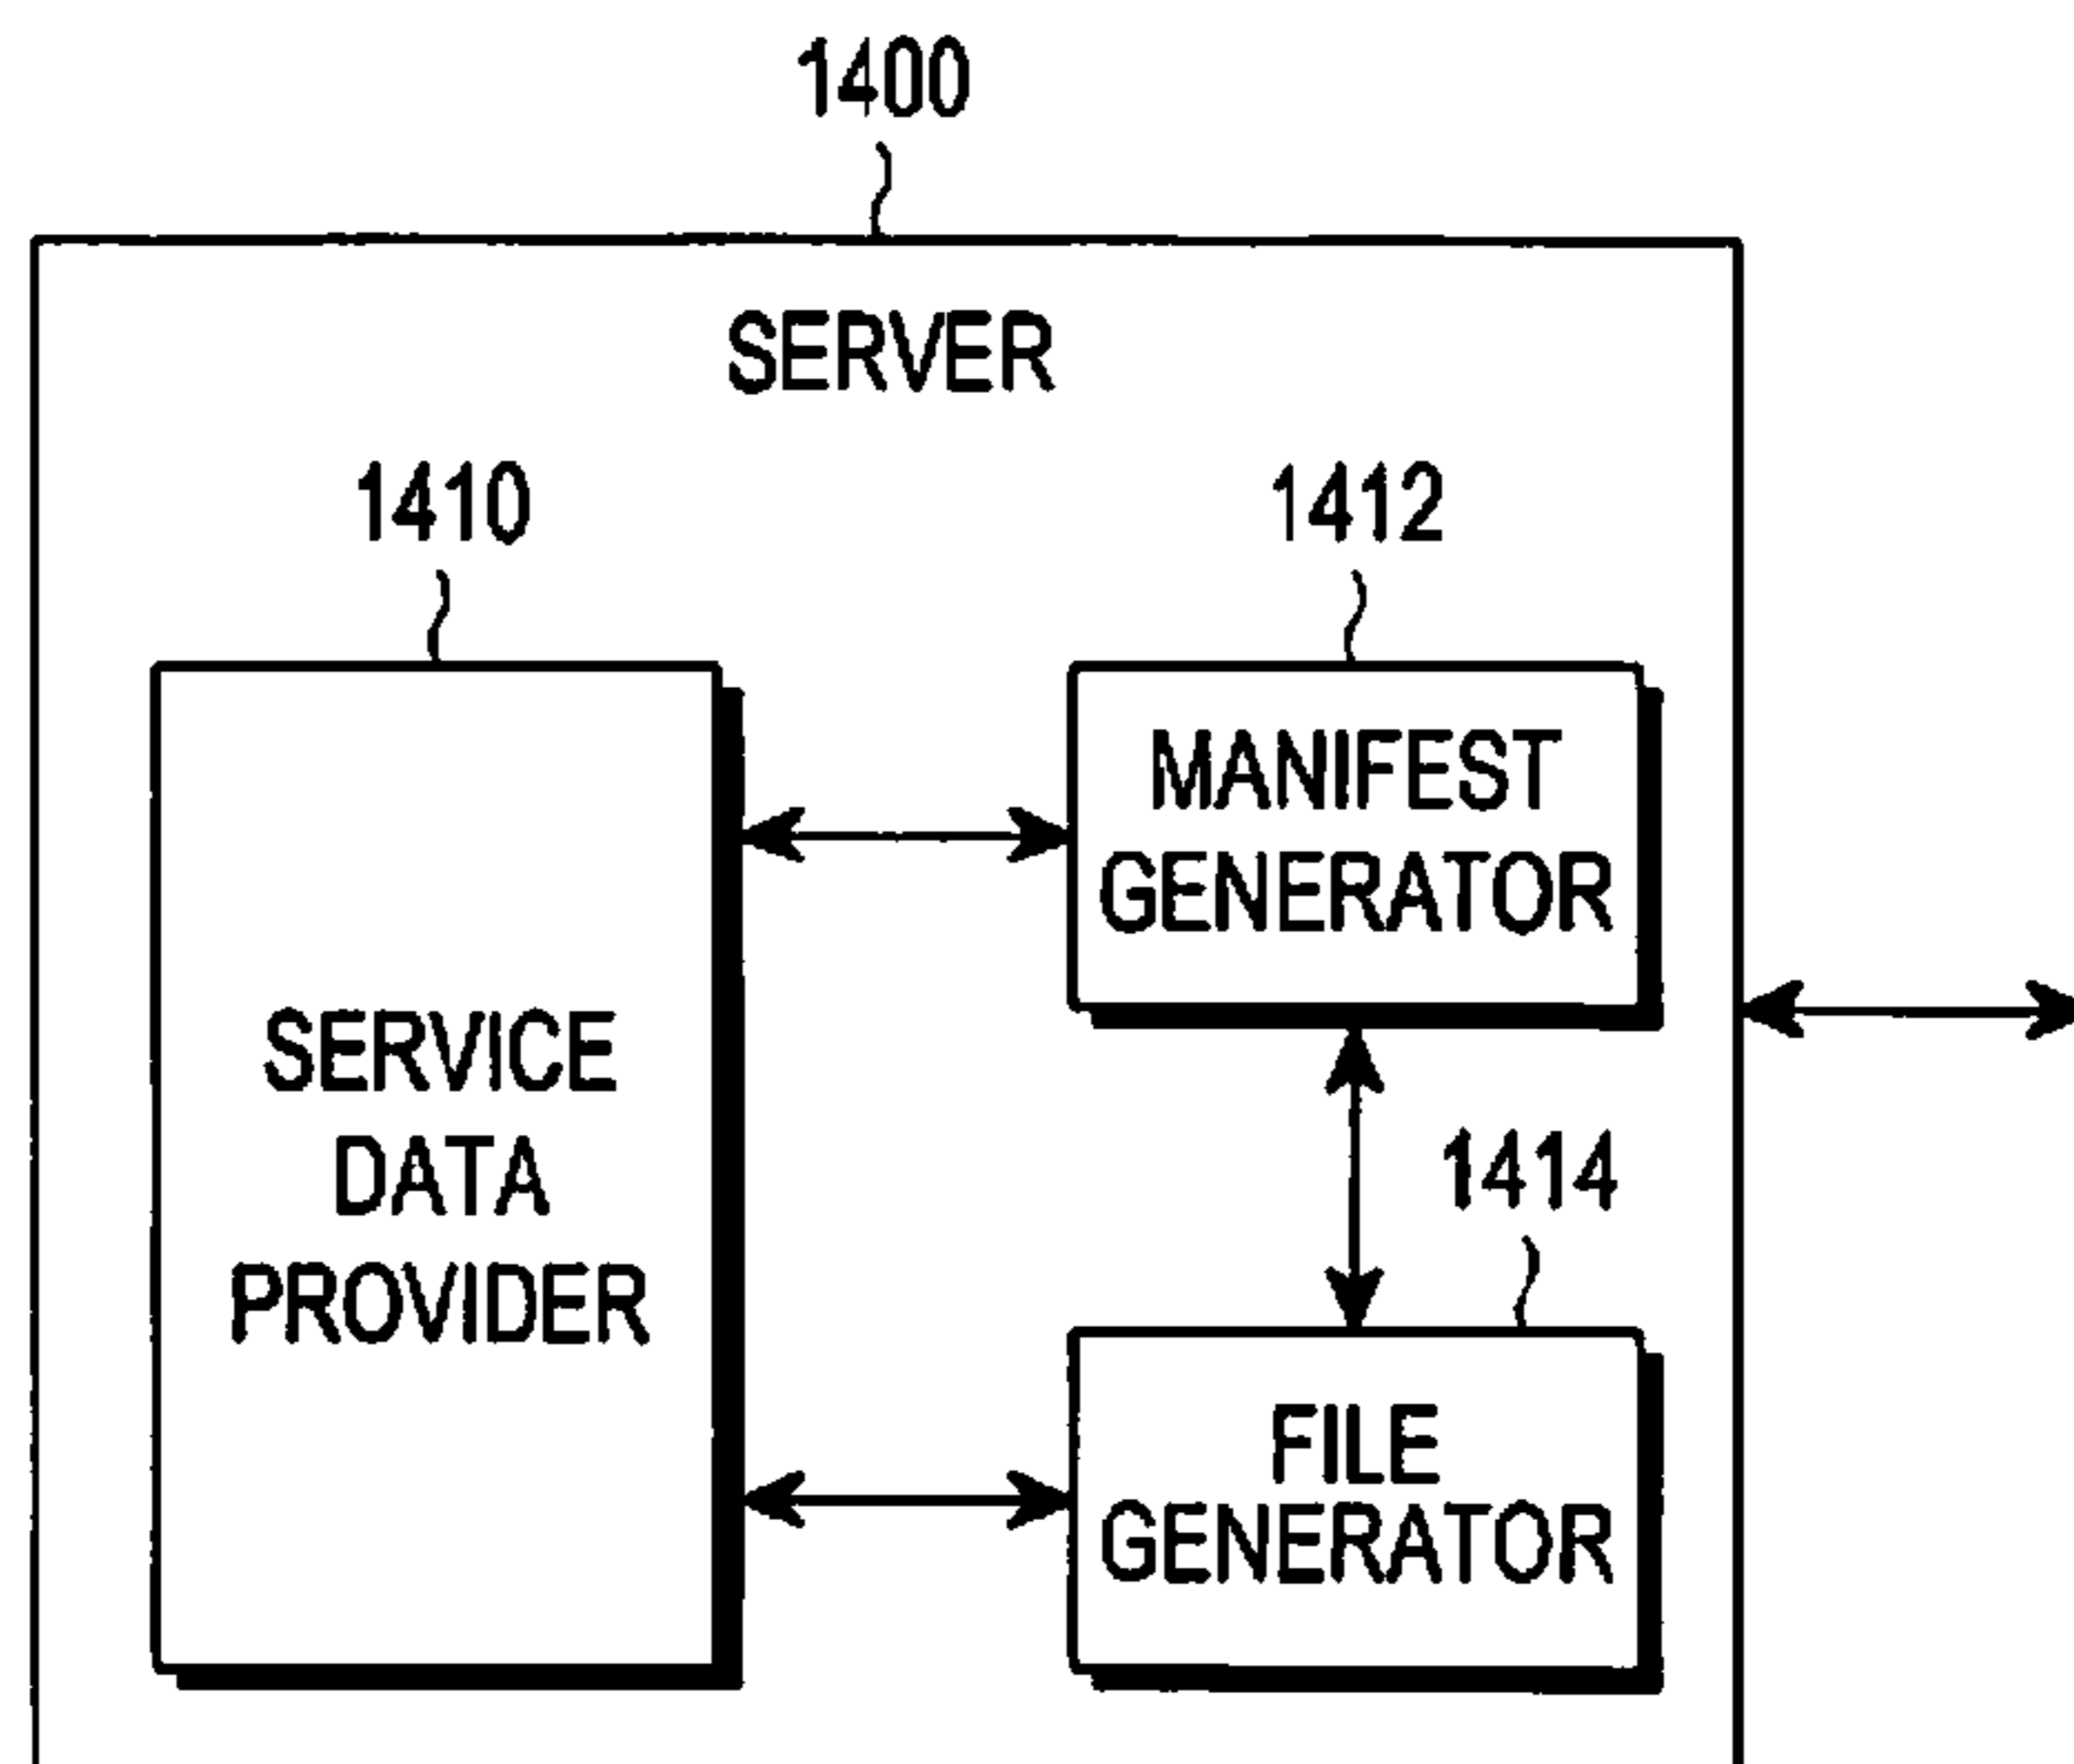 1400
SERVER
1410
SERVICE
DATA
PROVIDER
1412
MANIFEST
GENERATOR
1414
FILE
GENERATOR